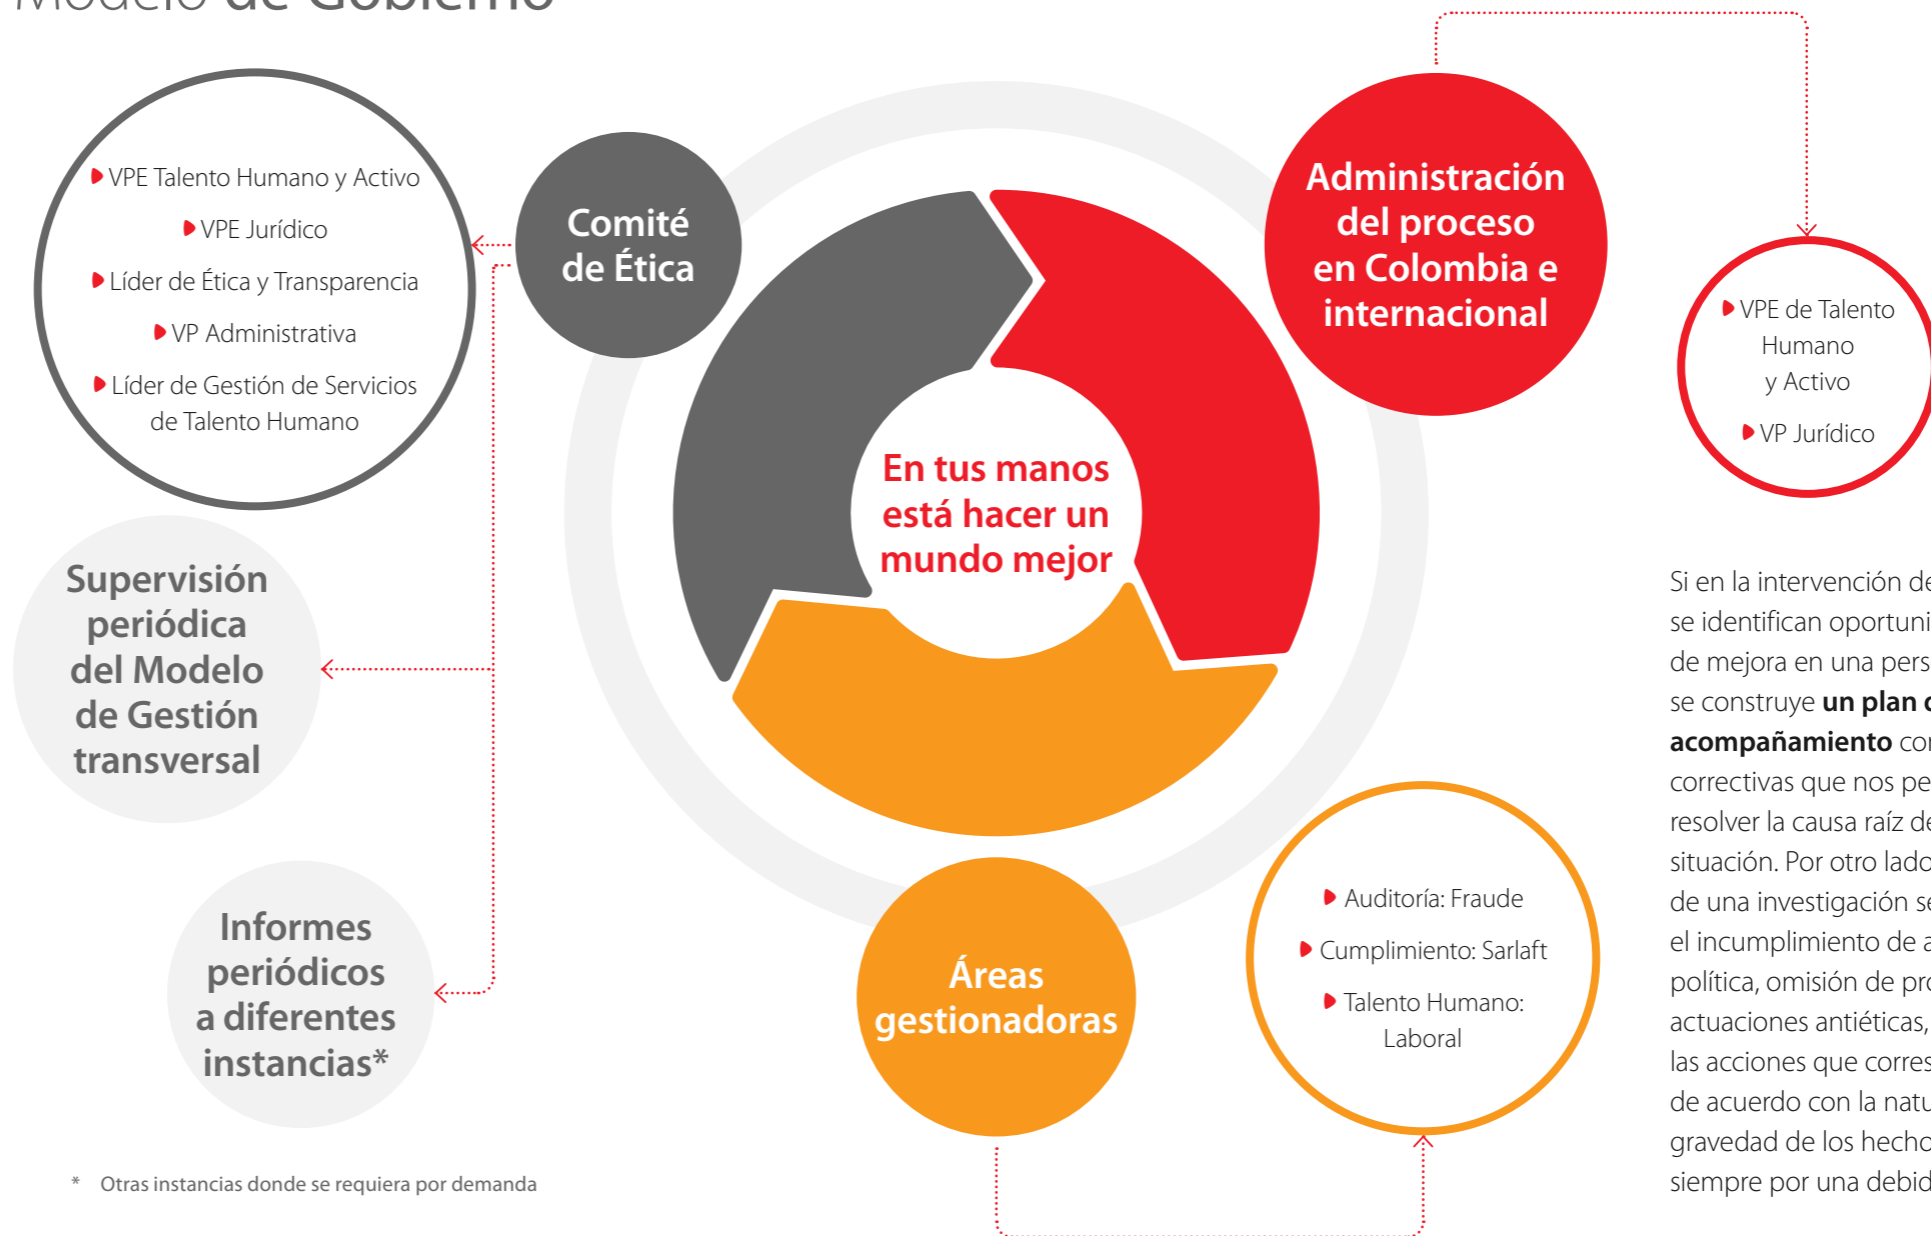 Modelo de Gobierno
VPE Talento Humano y Activo
VPE Jurídico
Líder de Ética y Transparencia
VP Administrativa
Líder de Gestión de Servicios
de Talento Humano
Comité
de Ética
Administración
del proceso
en Colombia e
internacional
VPE de Talento
Humano
y Activo
VP Jurídico
En tus manos
está hacer un
mundo mejor
Supervisión
periódica
del Modelo
de Gestión
transversal
Informes
periódicos
a diferentes
instancias*
Áreas
gestionadoras
Auditoría: Fraude
Cumplimiento: Sarlaft
Talento Humano:
Laboral
Si en la intervención de
se identifican oportuni
de mejora en una pers
se construye un plan d
acompañamiento con
correctivas que nos pe
resolver la causa raíz de
situación. Por otro lado
de una investigación se
el incumplimiento de a
política, omisión de pro
actuaciones antiéticas,
las acciones que corres
de acuerdo con la natu
gravedad de los hecho
siempre por una debid
* Otras instancias donde se requiera por demanda